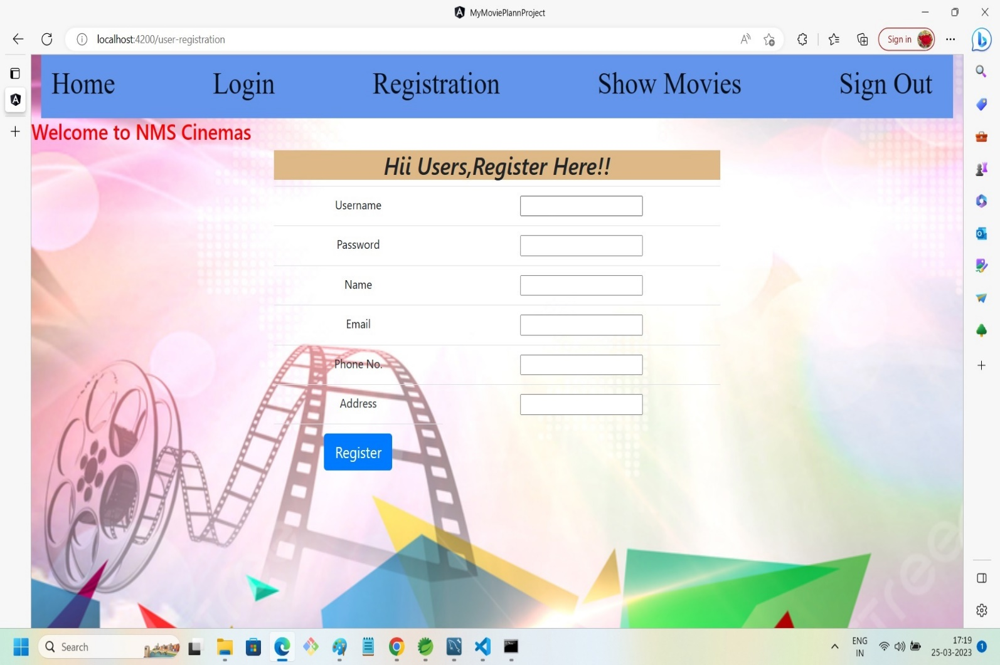 MyMoviePlannProject
localhost:4200/user-registration
Sign in
Home Login Registration Show Movies Sign Out
Welcome to NMS Cinemas
Hii Users,Register Here!!
Username
Password
Name
Email
Phone No.
Address
Register
Free
Search
ENG
IN
17:19
25-03-2023
1